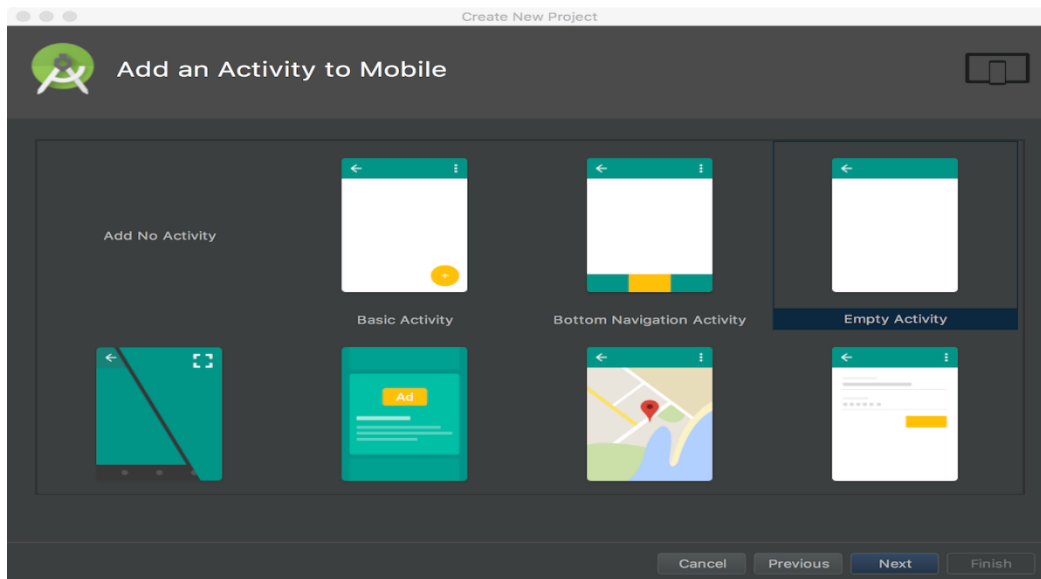 Create New Project
Add an Activity to Mobile
Add No Activity
Basic Activity
Bottom Navigation Activity
Empty Activity
Ad
Cancel
Previous
Next
Finish